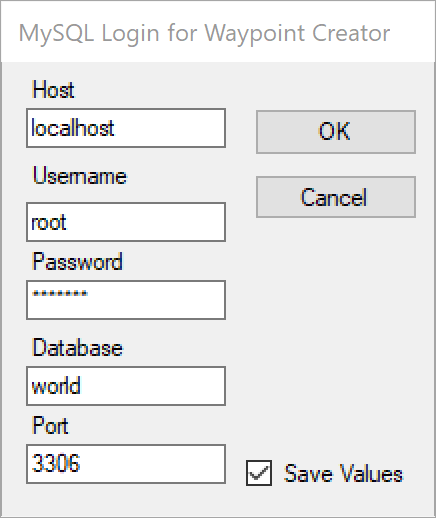 MySQL Login for Waypoint Creator
Host
localhost
OK
Username
Cancel
root
Password
*******
Database
world
Port
3306
Save Values